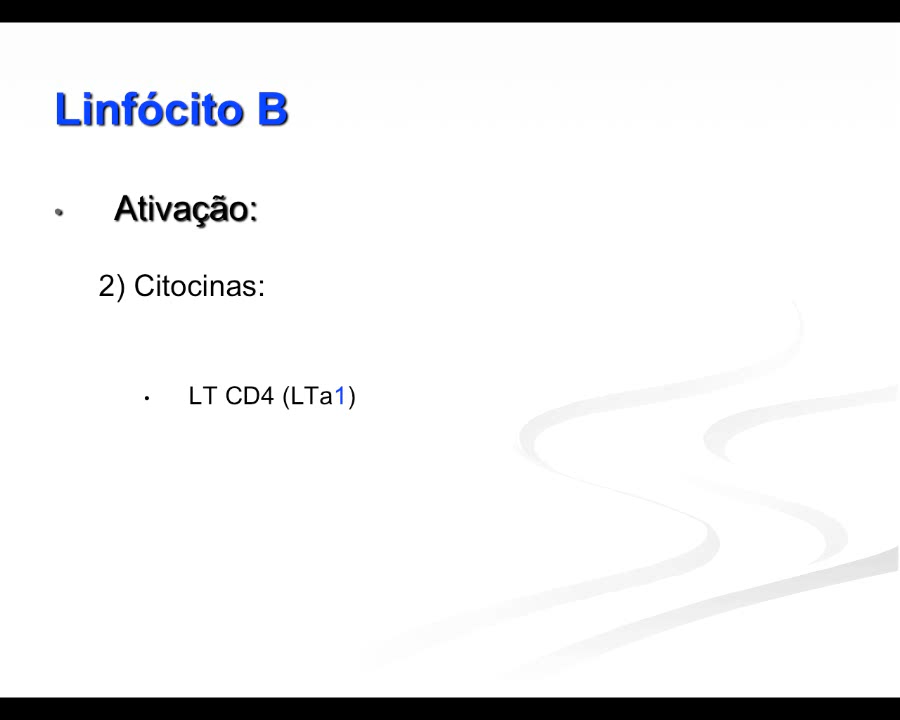 Linfócito B
• Ativação:
2) Citocinas:
• LT CD4 (LTa1)